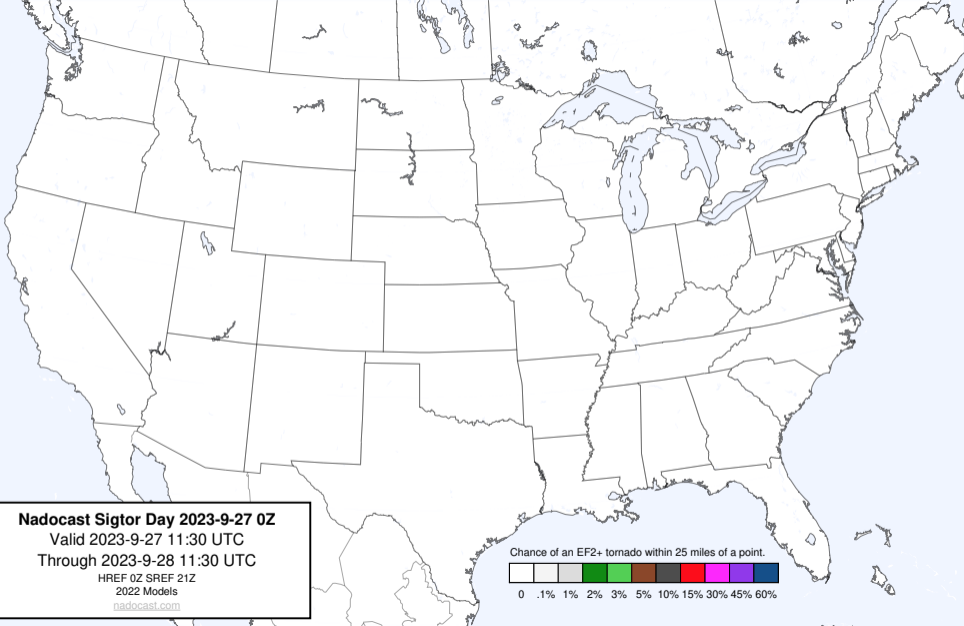 Nadocast Sigtor Day 2023-9-27 0Z
Valid 2023-9-27 11:30 UTC
Through 2023-9-28 11:30 UTC
HREF 0Z SREF 21Z
2022 Models
nadocast.com
Chance of an EF2+ tornado within 25 miles of a point.
0 .1% 1% 2% 3% 5% 10% 15% 30% 45% 60%